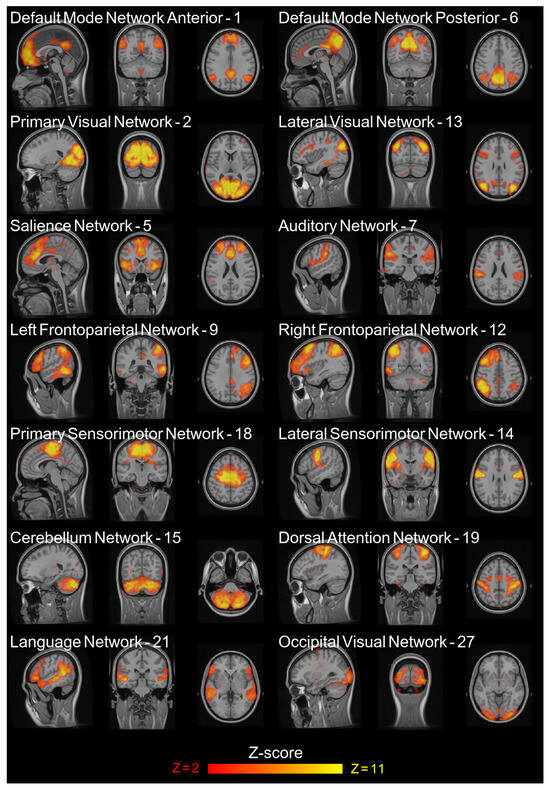 Default Mode Network Anterior - 1
Default Mode Network Posterior - 6
Primary Visual Network - 2
Lateral Visual Network - 13
Salience Network - 5
Auditory Network - 7
Left Frontoparietal Network - 9
Right Frontoparietal Network - 12
Primary Sensorimotor Network - 18
Lateral Sensorimotor Network - 14
Cerebellum Network - 15
Dorsal Attention Network - 19
Language Network - 21
Occipital Visual Network - 27
Z-score
Z=2
Z=11